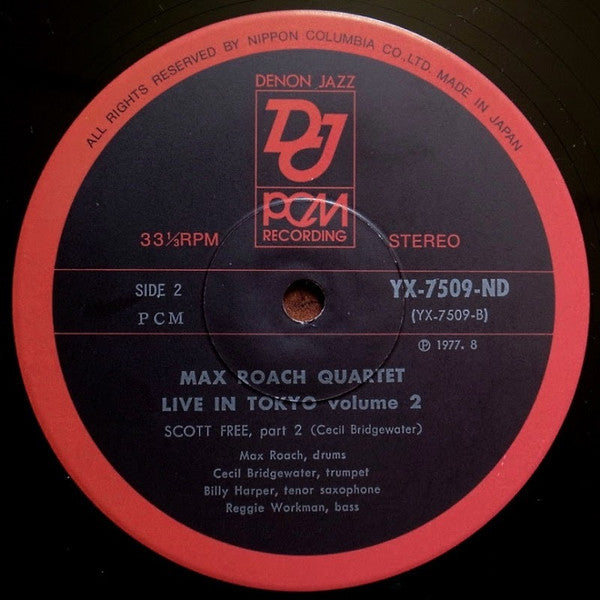 ALL RIGHTS RESERVED BY NIPPON COLUMBIA CO., LTD. MADE IN JAPAN
DENON JAZZ
DJ
PCM
RECORDING
33⅓RPM
STEREO
SIDE 2
YX-7509-ND
PCM
(YX-7509-B)
Ⓟ 1977. 8
MAX ROACH QUARTET
LIVE IN TOKYO volume 2
SCOTT FREE, part 2 (Cecil Bridgewater)
Max Roach, drums
Cecil Bridgewater, trumpet
Billy Harper, tenor saxophone
Reggie Workman, bass